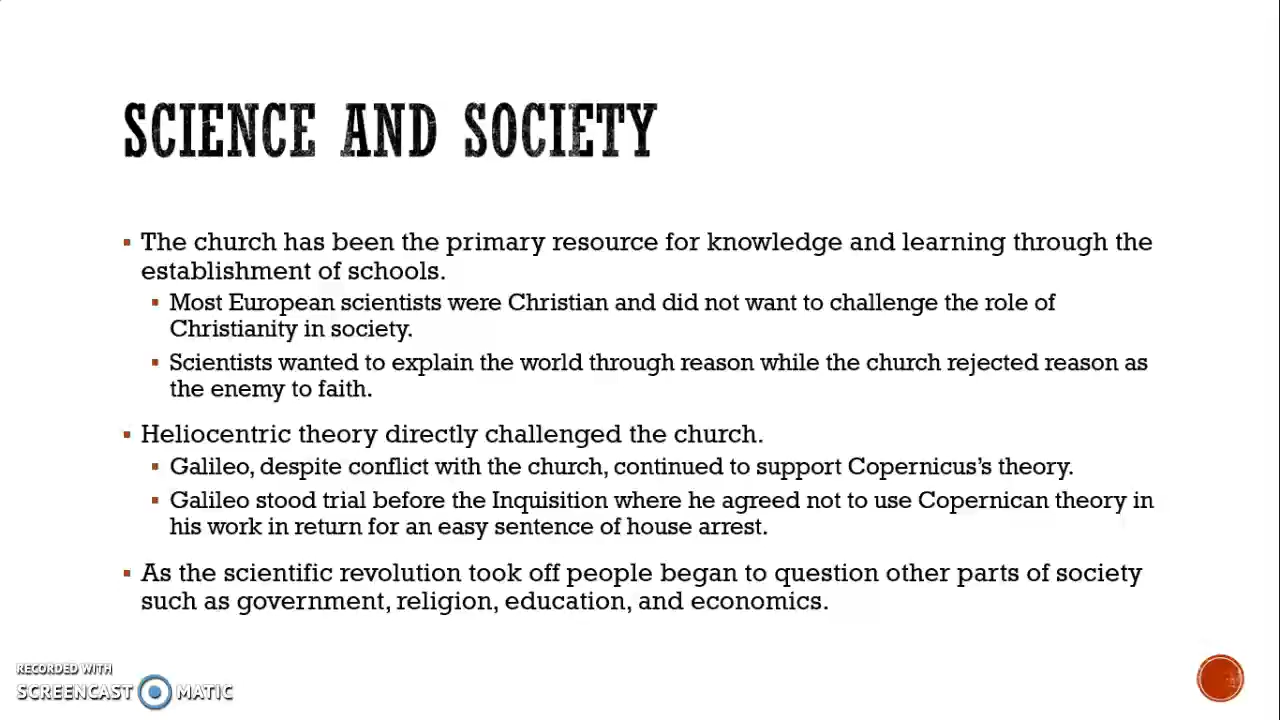 SCIENCE AND SOCIETY
▪ The church has been the primary resource for knowledge and learning through the
establishment of schools.
▪ Most European scientists were Christian and did not want to challenge the role of
Christianity in society.
▪ Scientists wanted to explain the world through reason while the church rejected reason as
the enemy to faith.
▪ Heliocentric theory directly challenged the church.
▪ Galileo, despite conflict with the church, continued to support Copernicus's theory.
▪ Galileo stood trial before the Inquisition where he agreed not to use Copernican theory in
his work in return for an easy sentence of house arrest.
▪ As the scientific revolution took off people began to question other parts of society
such as government, religion, education, and economics.
RECORDED WITH
SCREENCAST MATIC